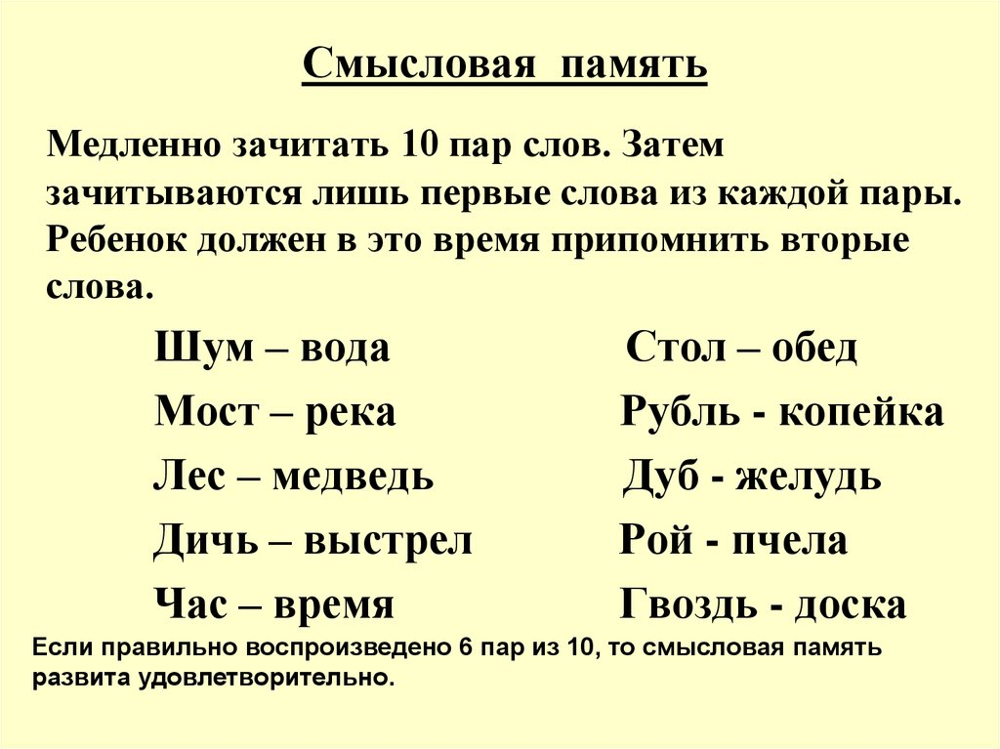 Смысловая память
Медленно зачитать 10 пар слов. Затем
зачитываются лишь первые слова из каждой пары.
Ребенок должен в это время припомнить вторые
слова.
Шум – вода Стол – обед
Мост – река Рубль - копейка
Лес – медведь Дуб - желудь
Дичь – выстрел Рой - пчела
Час – время Гвоздь - доска
Если правильно воспроизведено 6 пар из 10, то смысловая память
развита удовлетворительно.